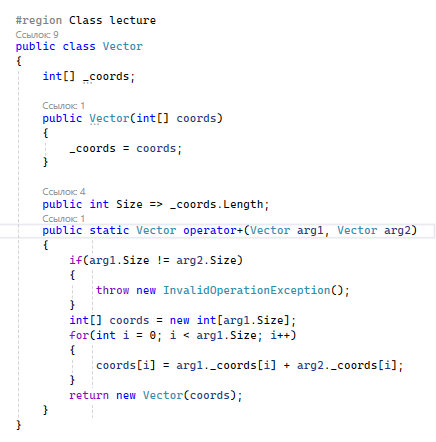 #region Class lecture
Ссылок: 9
public class Vector
{
int[] _coords;
Ссылок: 1
public Vector(int[] coords)
{
_coords = coords;
}
Ссылок: 4
public int Size => _coords.Length;
Ссылок: 1
public static Vector operator+(Vector arg1, Vector arg2)
{
if(arg1.Size != arg2.Size)
{
throw new InvalidOperationException();
}
int[] coords = new int[arg1.Size];
for(int i = 0; i < arg1.Size; i++)
{
coords[i] = arg1._coords[i] + arg2._coords[i];
}
return new Vector(coords);
}
}